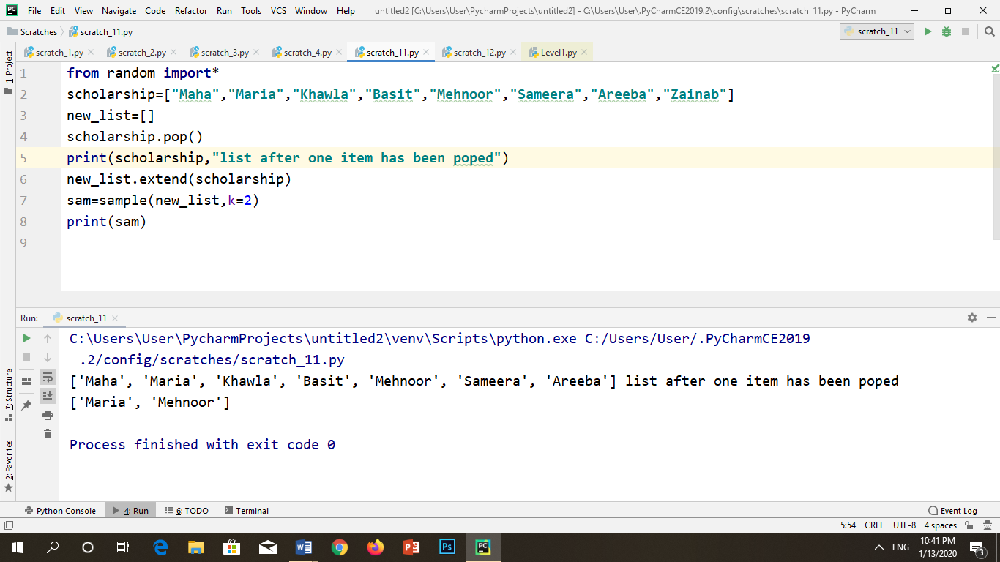 File Edit View Navigate Code Refactor Run Tools VCS Window Help untitled2 [C:\Users\User\PycharmProjects\untitled2] - C:\Users\User\.PyCharmCE2019.2\config\scratches\scratch_11.py - PyCharm
Scratches scratch_11.py scratch_11
scratch_1.py scratch_2.py scratch_3.py scratch_4.py scratch_11.py scratch_12.py Level1.py
1: Project
1 from random import*
2 scholarship=["Maha","Maria","Khawla","Basit","Mehnoor","Sameera","Areeba","Zainab"]
3 new_list=[]
4 scholarship.pop()
5 print(scholarship,"list after one item has been poped")
6 new_list.extend(scholarship)
7 sam=sample(new_list,k=2)
8 print(sam)
9
Run: scratch_11
C:\Users\User\PycharmProjects\untitled2\venv\Scripts\python.exe C:/Users/User/.PyCharmCE2019
.2/config/scratches/scratch_11.py
['Maha', 'Maria', 'Khawla', 'Basit', 'Mehnoor', 'Sameera', 'Areeba'] list after one item has been poped
['Maria', 'Mehnoor']
Process finished with exit code 0
7: Structure
2: Favorites
Python Console 4: Run 6: TODO Terminal Event Log
5:54 CRLF UTF-8 4 spaces
W P Ps PC ENG 10:41 PM
1/13/2020 3